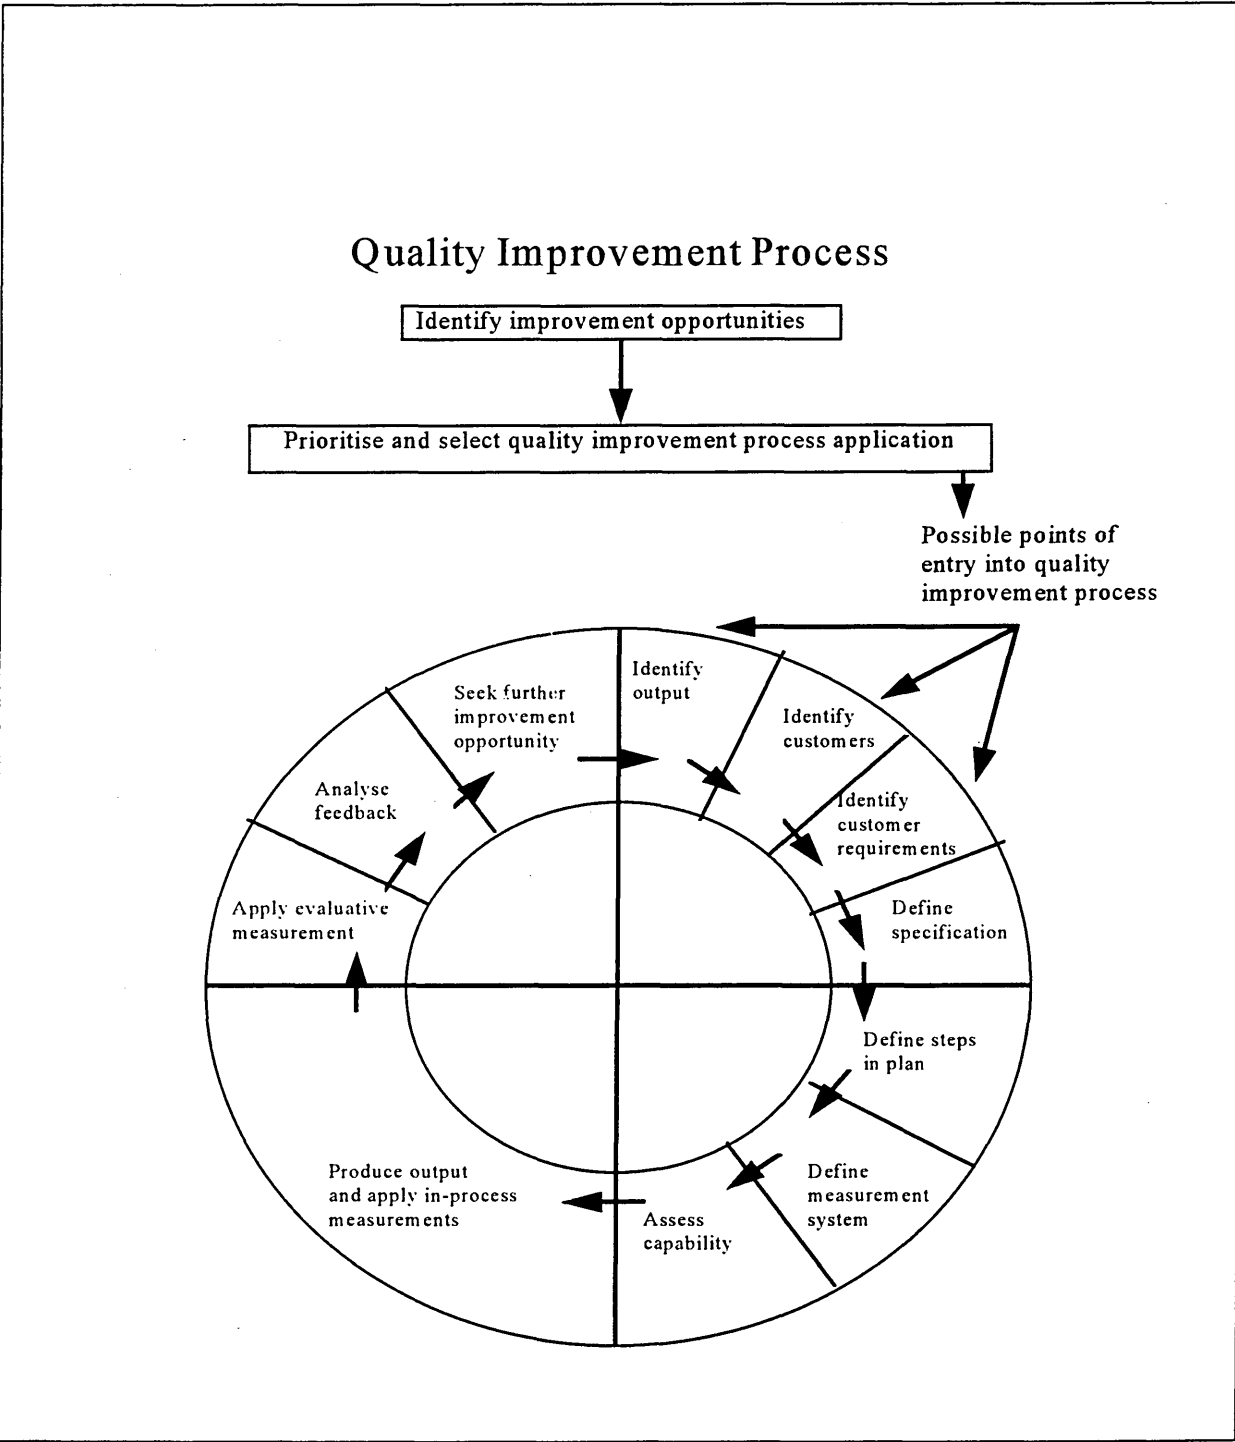 Quality Improvement Process
Identify improvement opportunities
Prioritise and select quality improvement process application
Possible points of
entry into quality
improvement process
Identify
output
Identify
customers
Identify
customer
requirements
Define
specification
Define steps
in plan
Define
measurement
system
Assess
capability
Produce output
and apply in-process
measurements
Apply evaluative
measurement
Analyse
feedback
Seek further
improvement
opportunity